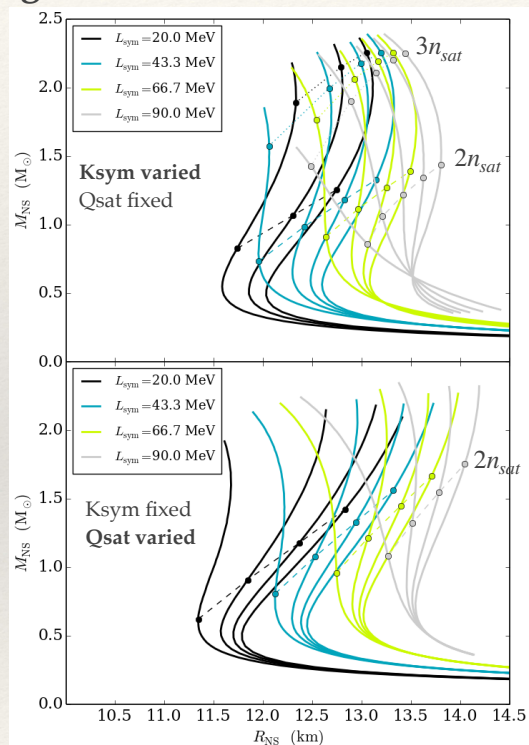 2.5
2.0
1.5
1.0
0.5
0.0
M_NS (M_⊙)
L_sym=20.0 MeV
L_sym=43.3 MeV
L_sym=66.7 MeV
L_sym=90.0 MeV
Ksym varied
Qsat fixed
3n_sat
2n_sat
2.5
2.0
1.5
1.0
0.5
0.0
M_NS (M_⊙)
L_sym=20.0 MeV
L_sym=43.3 MeV
L_sym=66.7 MeV
L_sym=90.0 MeV
Ksym fixed
Qsat varied
2n_sat
10.5 11.0 11.5 12.0 12.5 13.0 13.5 14.0 14.5
R_NS (km)